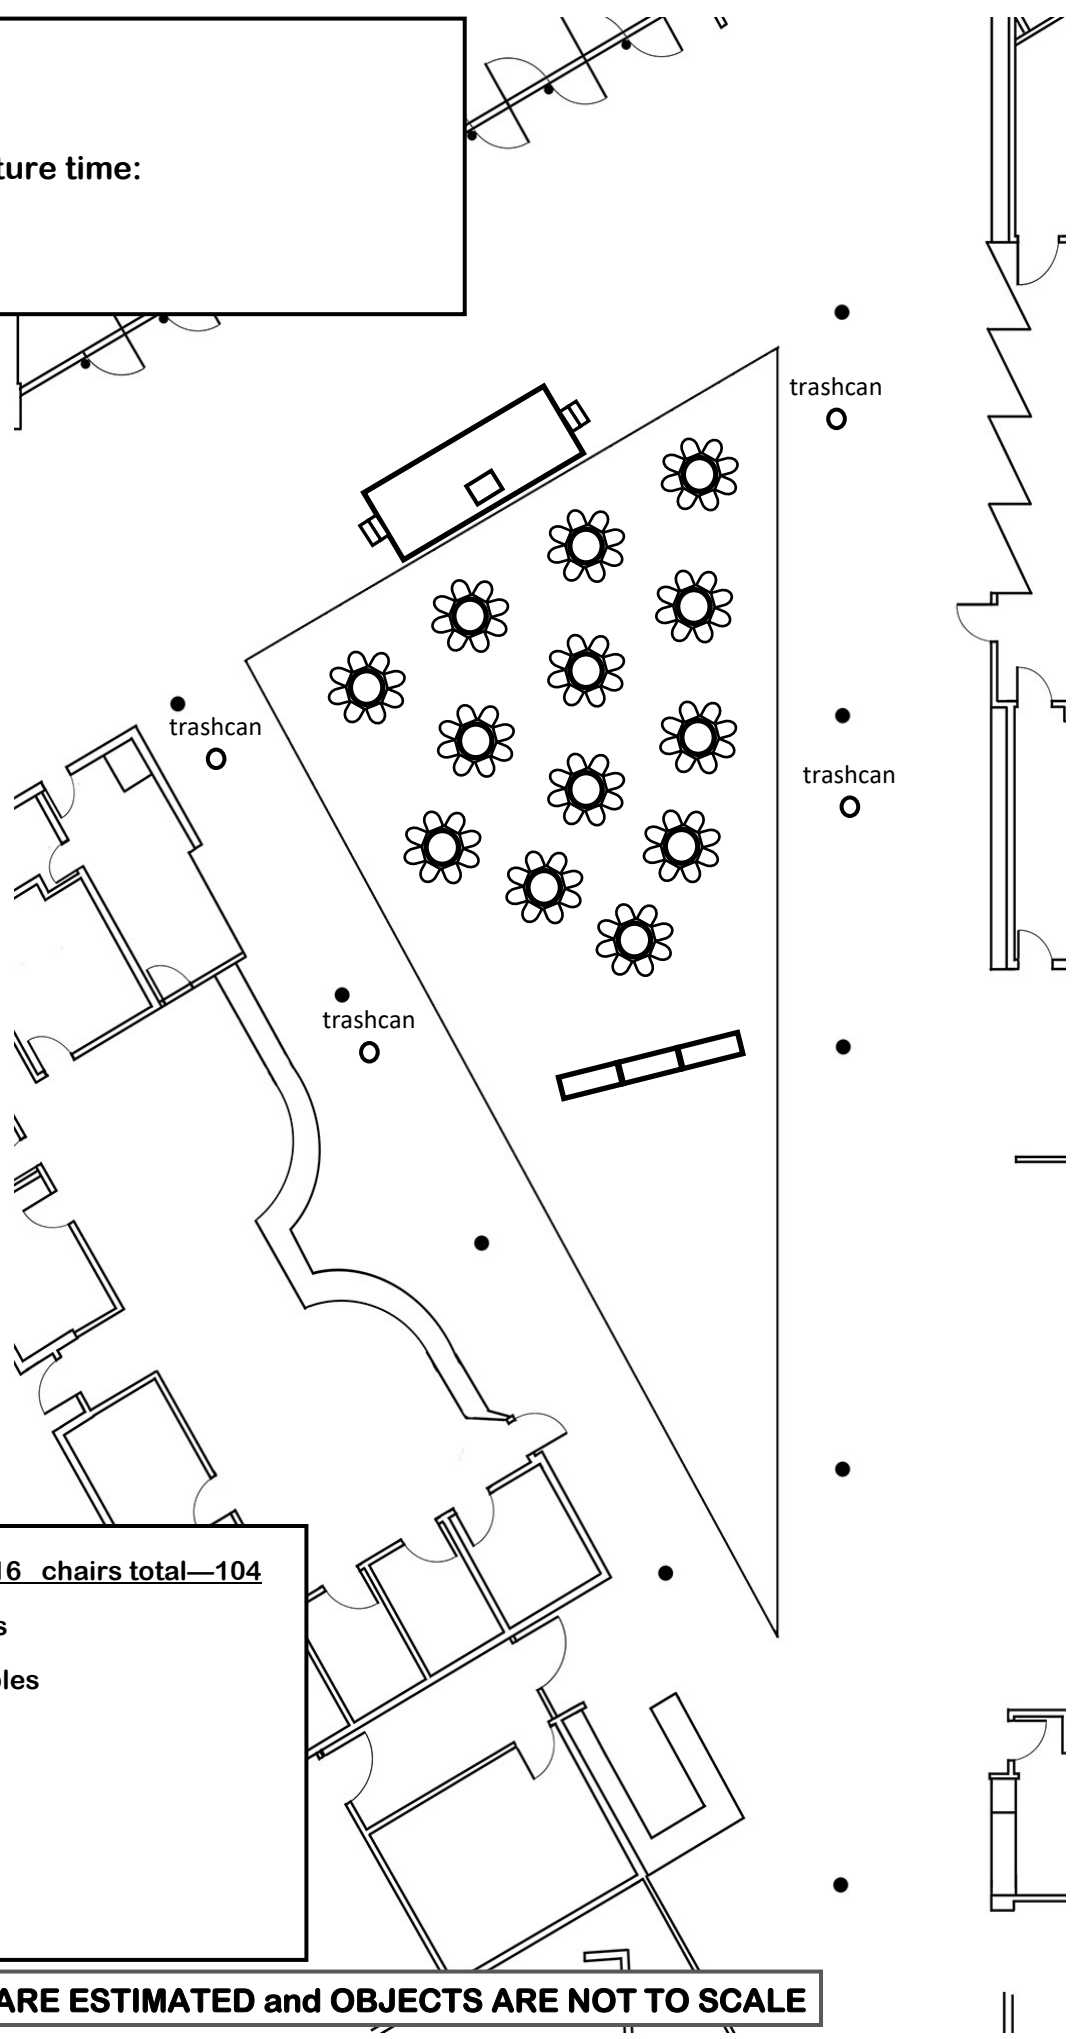 ture time:
trashcan
trashcan
trashcan
trashcan
16 chairs total—104
s
les
ARE ESTIMATED and OBJECTS ARE NOT TO SCALE